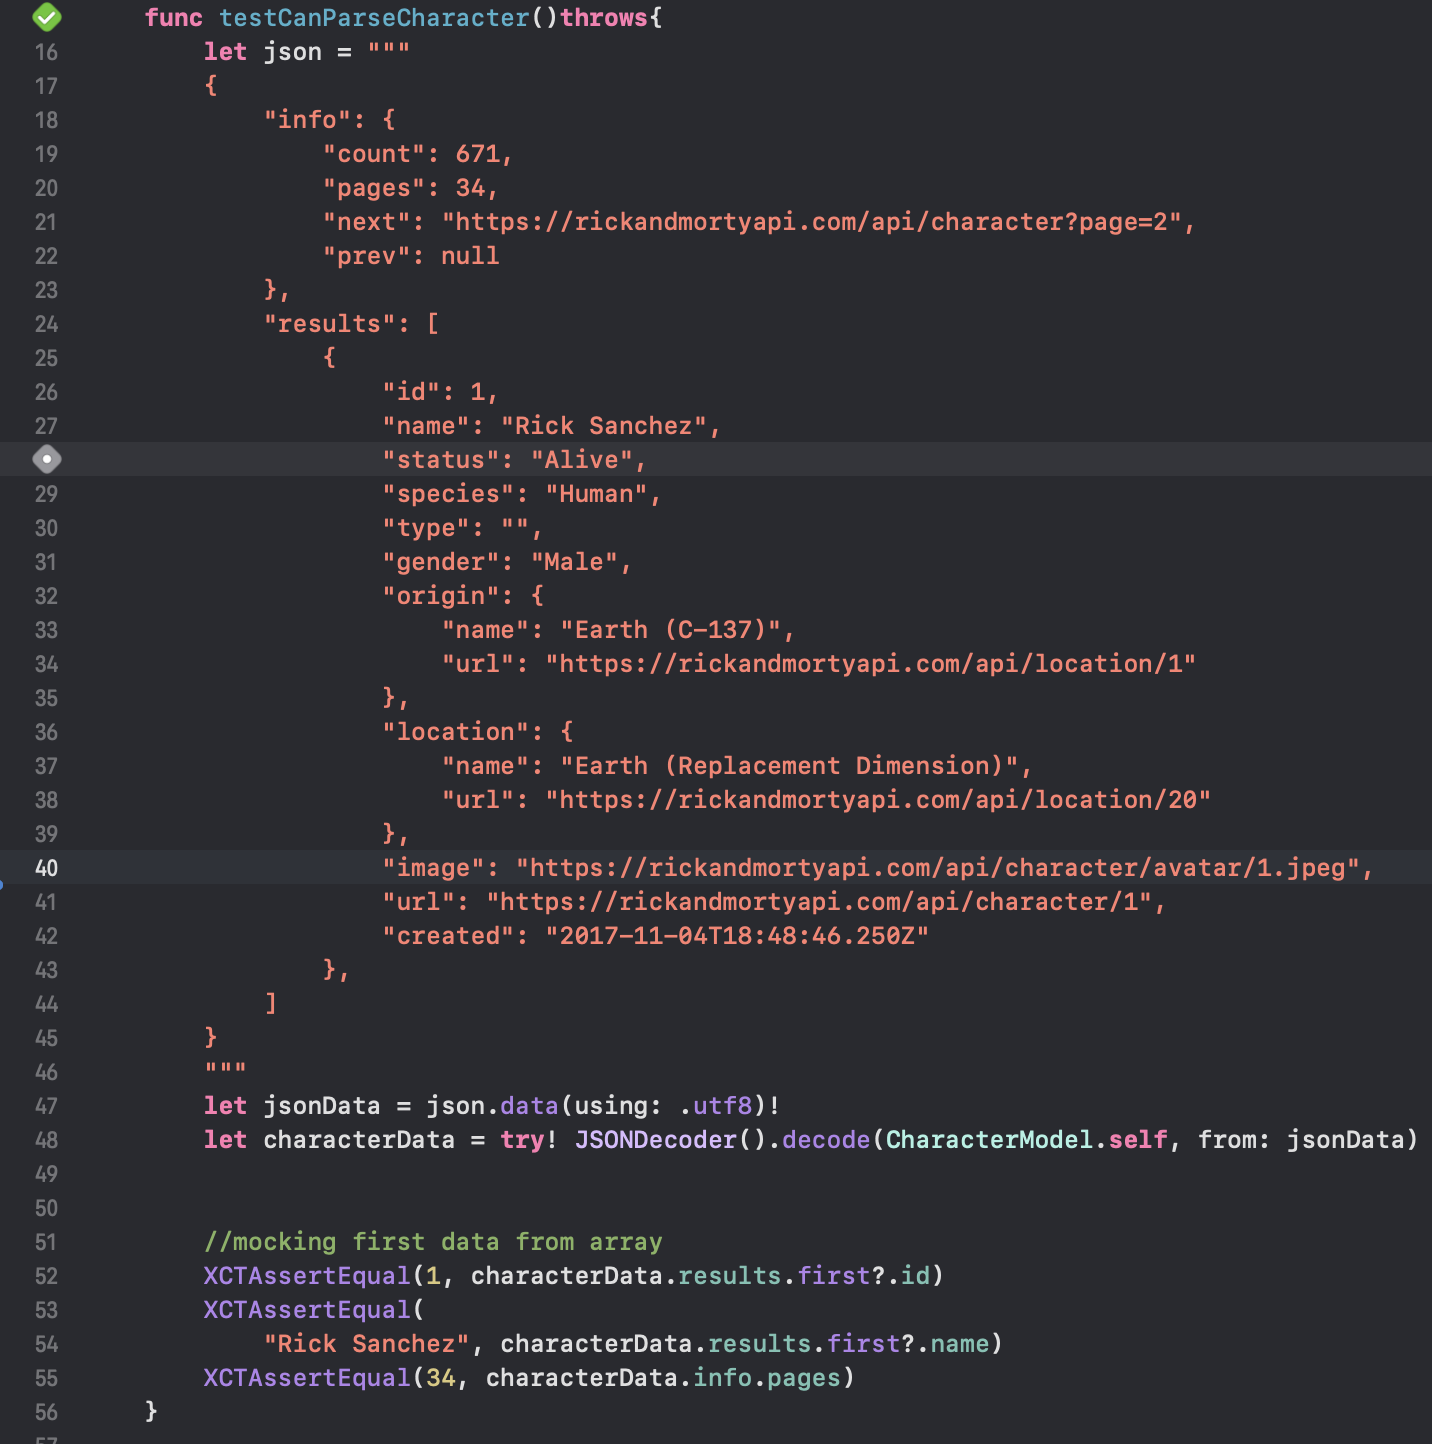 func testCanParseCharacter()throws{
16 let json = """
17 {
18 "info": {
19 "count": 671,
20 "pages": 34,
21 "next": "https://rickandmortyapi.com/api/character?page=2",
22 "prev": null
23 },
24 "results": [
25 {
26 "id": 1,
27 "name": "Rick Sanchez",
"status": "Alive",
29 "species": "Human",
30 "type": "",
31 "gender": "Male",
32 "origin": {
33 "name": "Earth (C-137)",
34 "url": "https://rickandmortyapi.com/api/location/1"
35 },
36 "location": {
37 "name": "Earth (Replacement Dimension)",
38 "url": "https://rickandmortyapi.com/api/location/20"
39 },
40 "image": "https://rickandmortyapi.com/api/character/avatar/1.jpeg",
41 "url": "https://rickandmortyapi.com/api/character/1",
42 "created": "2017-11-04T18:48:46.250Z"
43 },
44 ]
45 }
46 """
47 let jsonData = json.data(using: .utf8)!
48 let characterData = try! JSONDecoder().decode(CharacterModel.self, from: jsonData)
49
50
51 //mocking first data from array
52 XCTAssertEqual(1, characterData.results.first?.id)
53 XCTAssertEqual(
54 "Rick Sanchez", characterData.results.first?.name)
55 XCTAssertEqual(34, characterData.info.pages)
56 }
57